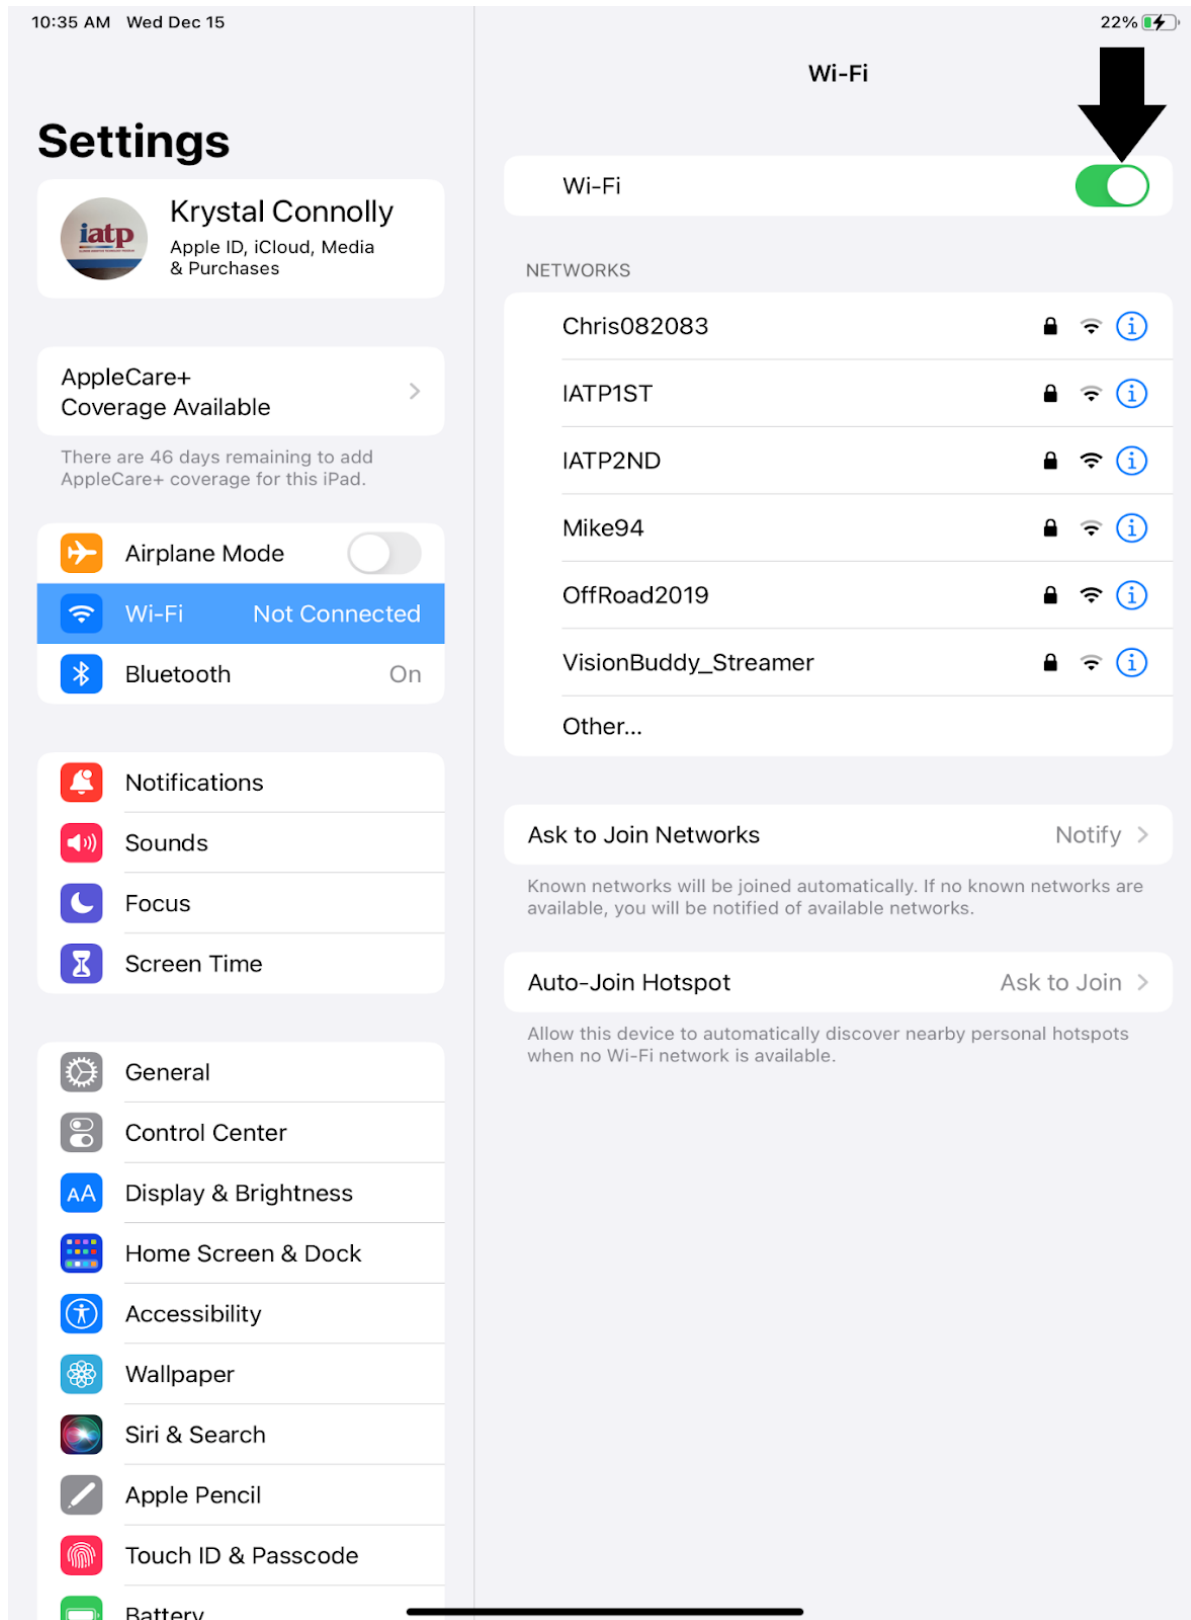 10:35 AM Wed Dec 15
22%
Settings
iatp
Krystal Connolly
Apple ID, iCloud, Media
& Purchases
AppleCare+
Coverage Available
There are 46 days remaining to add
AppleCare+ coverage for this iPad.
Airplane Mode
Wi-Fi Not Connected
Bluetooth On
Notifications
Sounds
Focus
Screen Time
General
Control Center
AA Display & Brightness
Home Screen & Dock
Accessibility
Wallpaper
Siri & Search
Apple Pencil
Touch ID & Passcode
Battery
Wi-Fi
Wi-Fi
NETWORKS
Chris082083
IATP1ST
IATP2ND
Mike94
OffRoad2019
VisionBuddy_Streamer
Other...
Ask to Join Networks Notify
Known networks will be joined automatically. If no known networks are
available, you will be notified of available networks.
Auto-Join Hotspot Ask to Join
Allow this device to automatically discover nearby personal hotspots
when no Wi-Fi network is available.